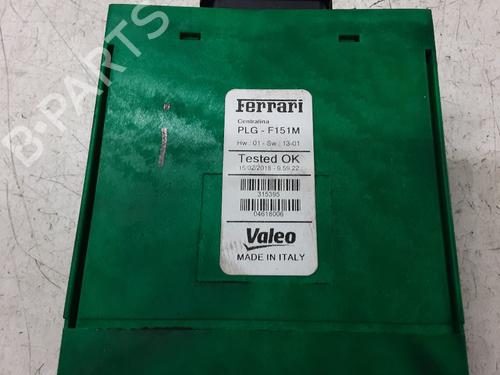 B-PARTS
Ferrari
Centralina
PLG - F151M
Hw : 01 - Sw : 13-01
Tested OK
15/02/2018 - 9.59.22
315395
04618006
Valeo
MADE IN ITALY